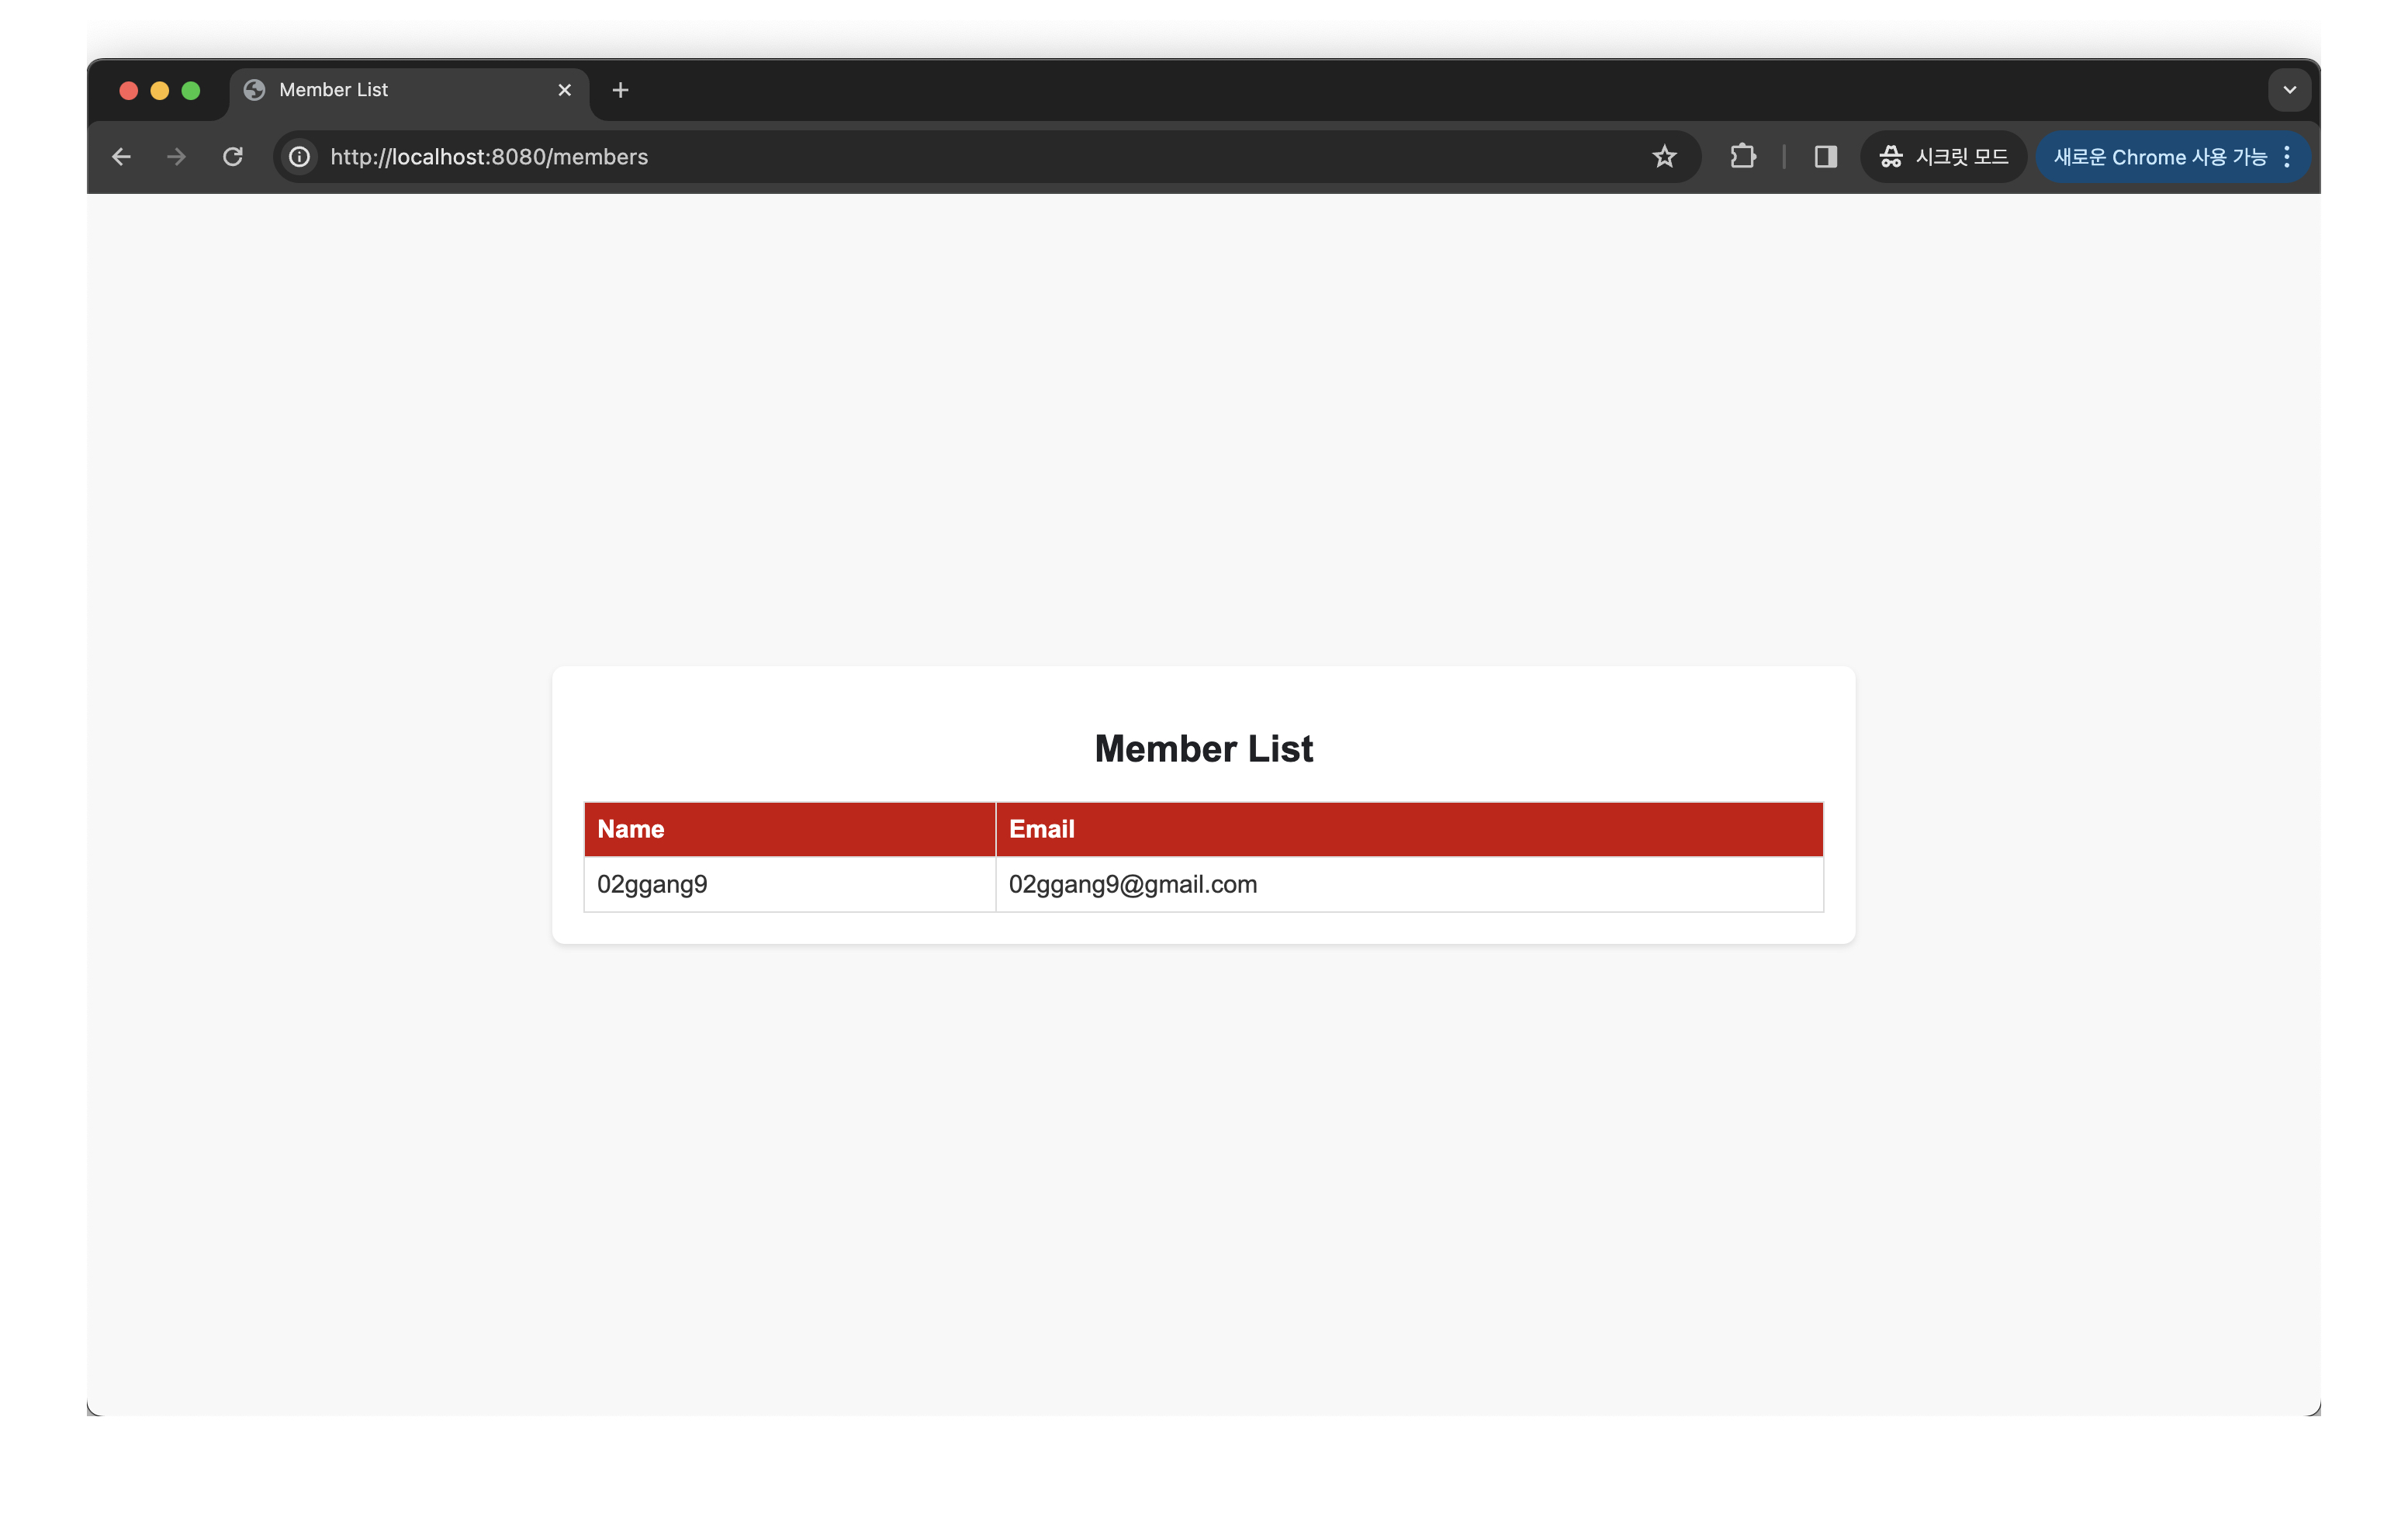 Member List
http://localhost:8080/members
시크릿 모드
새로운 Chrome 사용 가능
Member List
Name Email
02ggang9 02ggang9@gmail.com